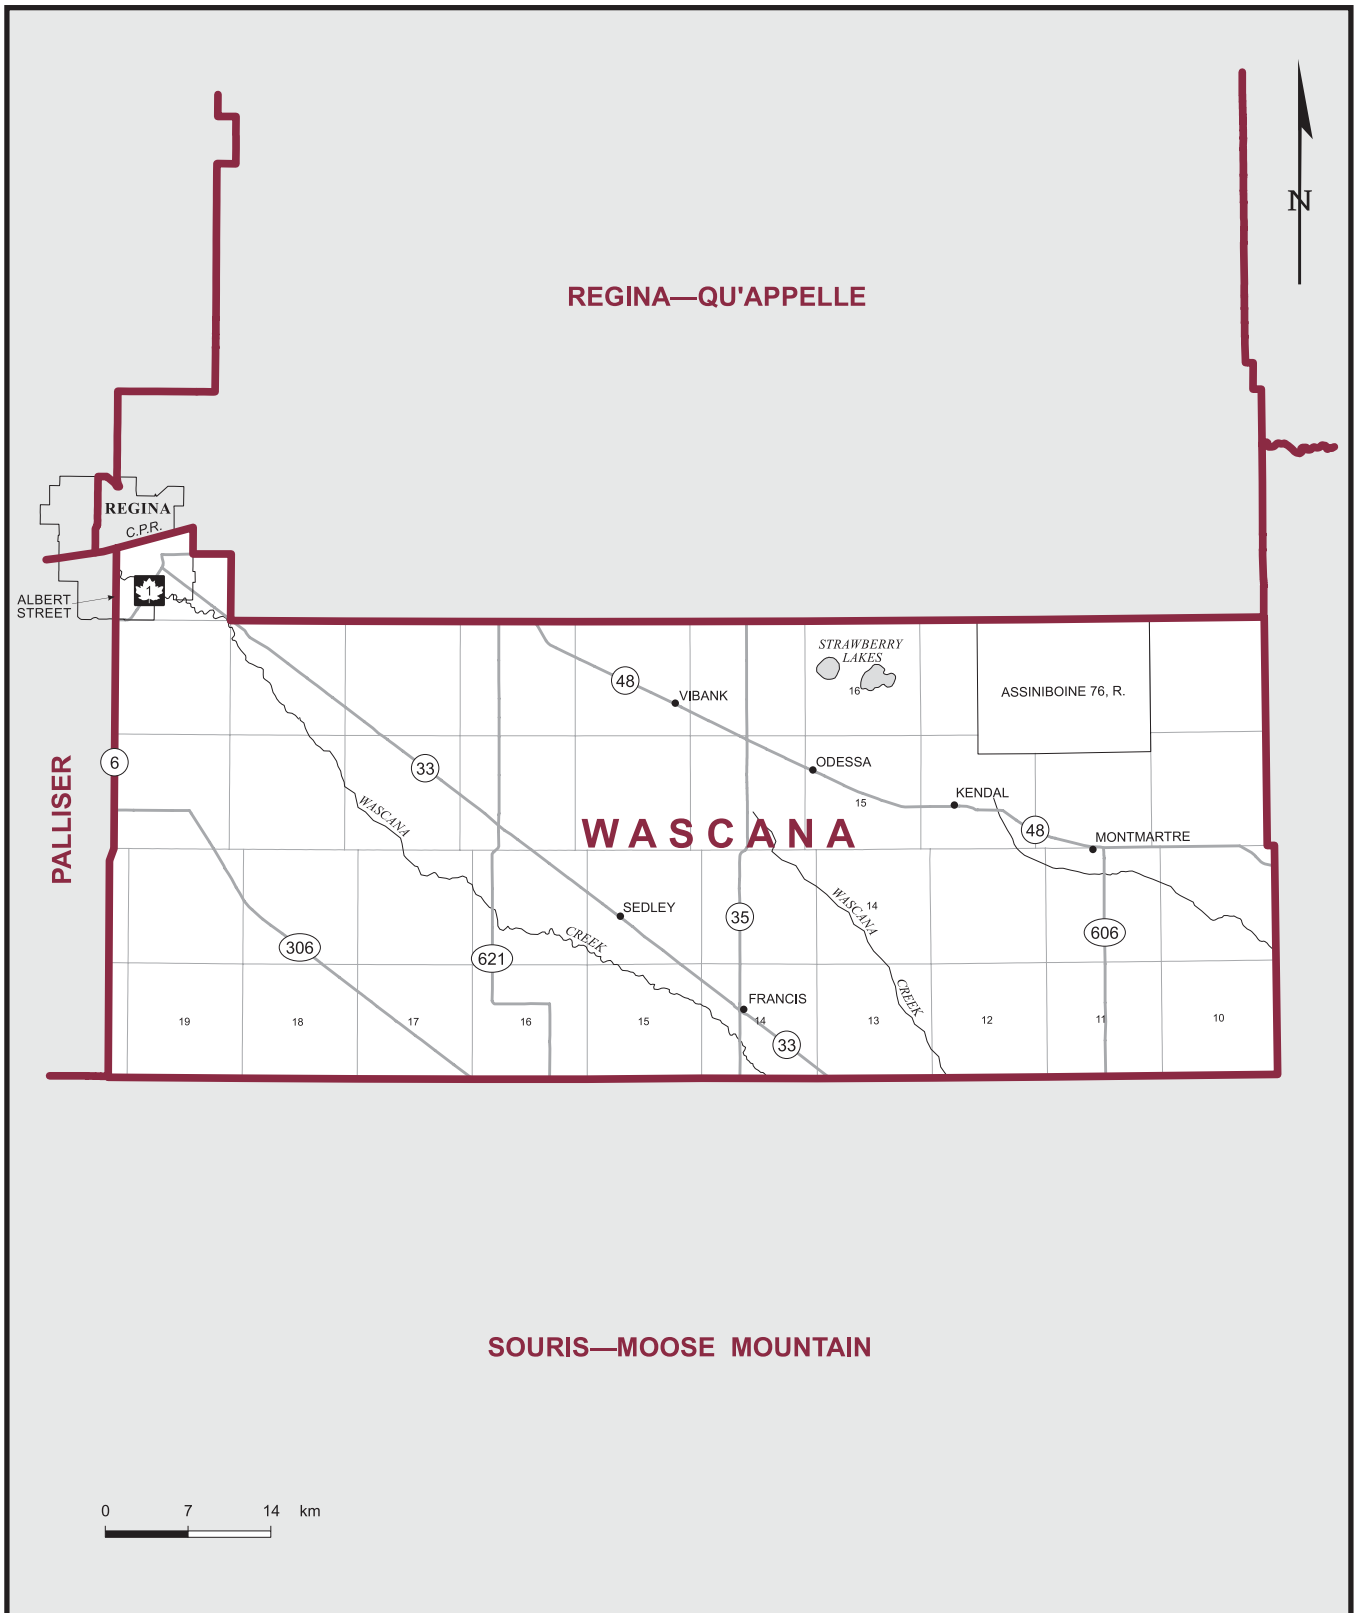 N
REGINA—QU'APPELLE
REGINA
C.P.R.
1
ALBERT
STREET
STRAWBERRY
LAKES
16
48
VIBANK
ASSINIBOINE 76, R.
6
33
ODESSA
PALLISER
KENDAL
15
WASCANA
WASCANA
48
MONTMARTRE
SEDLEY
WASCANA
14
35
606
CREEK
306
621
CREEK
FRANCIS
19
18
17
16
15
14
13
12
11
10
33
SOURIS—MOOSE MOUNTAIN
0 7 14 km